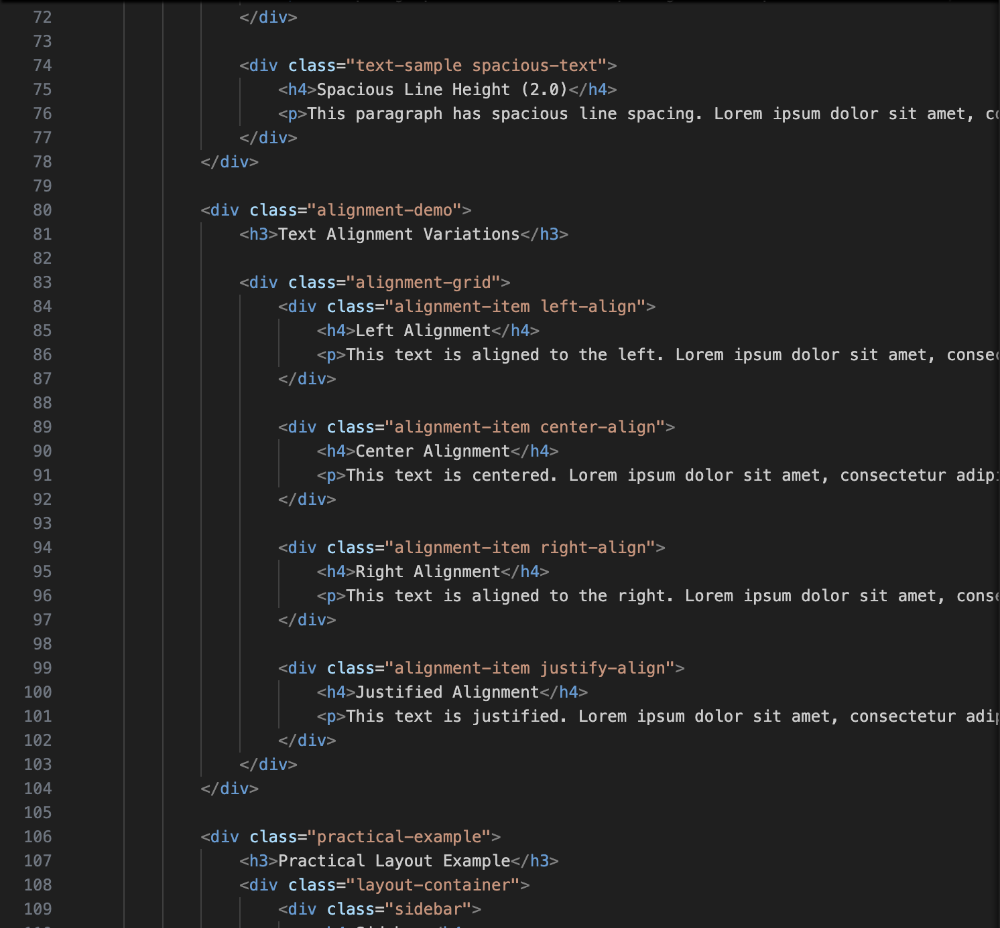 72 </div>
73
74 <div class="text-sample spacious-text">
75 <h4>Spacious Line Height (2.0)</h4>
76 <p>This paragraph has spacious line spacing. Lorem ipsum dolor sit amet,
77 </div>
78 </div>
79
80 <div class="alignment-demo">
81 <h3>Text Alignment Variations</h3>
82
83 <div class="alignment-grid">
84 <div class="alignment-item left-align">
85 <h4>Left Alignment</h4>
86 <p>This text is aligned to the left. Lorem ipsum dolor sit amet, conse
87 </div>
88
89 <div class="alignment-item center-align">
90 <h4>Center Alignment</h4>
91 <p>This text is centered. Lorem ipsum dolor sit amet, consectetur adip
92 </div>
93
94 <div class="alignment-item right-align">
95 <h4>Right Alignment</h4>
96 <p>This text is aligned to the right. Lorem ipsum dolor sit amet, cons
97 </div>
98
99 <div class="alignment-item justify-align">
100 <h4>Justified Alignment</h4>
101 <p>This text is justified. Lorem ipsum dolor sit amet, consectetur adi
102 </div>
103 </div>
104 </div>
105
106 <div class="practical-example">
107 <h3>Practical Layout Example</h3>
108 <div class="layout-container">
109 <div class="sidebar">